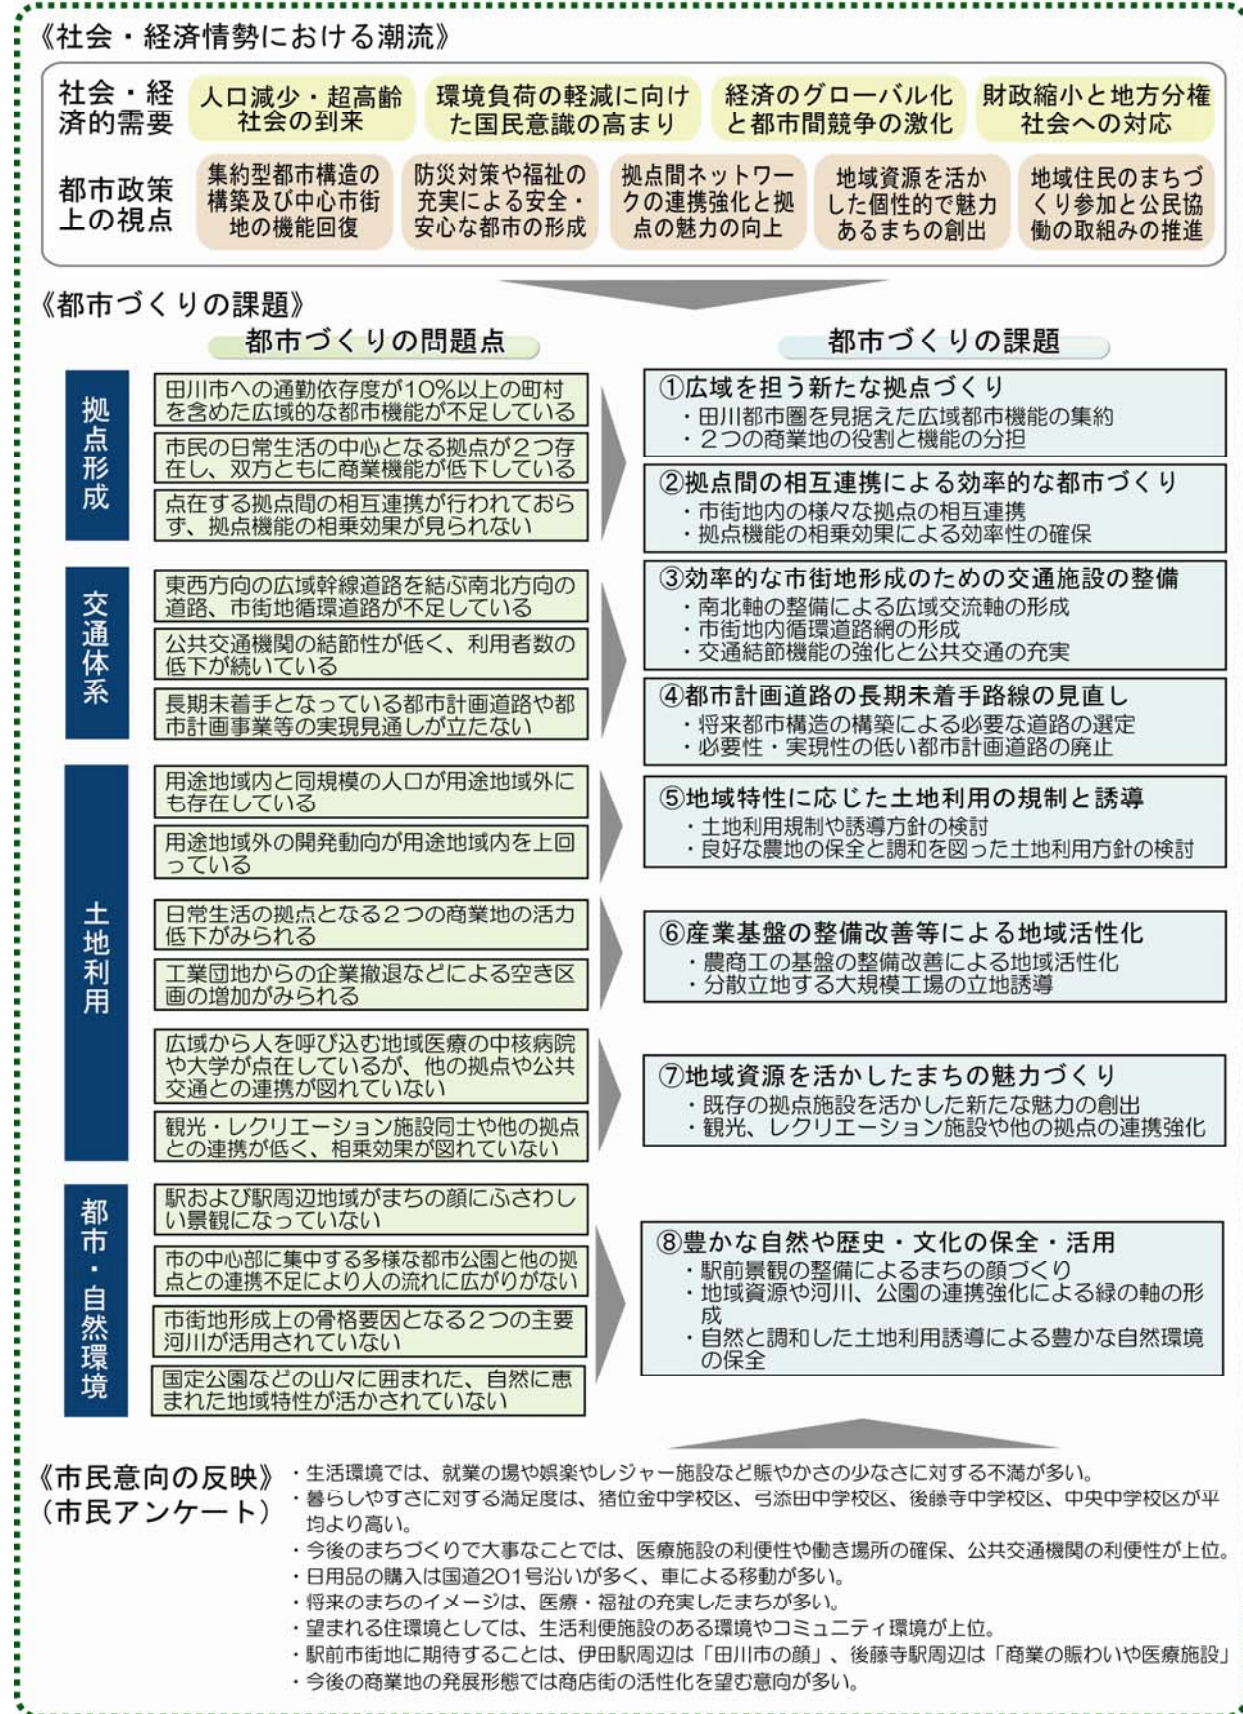 《社会・経済情勢における潮流》
社会・経
済的需要
人口減少・超高齢
社会の到来
環境負荷の軽減に向け
た国民意識の高まり
経済のグローバル化
と都市間競争の激化
財政縮小と地方分権
社会への対応
都市政策
上の視点
集約型都市構造の
構築及び中心市街
地の機能回復
防災対策や福祉の
充実による安全・
安心な都市の形成
拠点間ネットワー
クの連携強化と拠
点の魅力の向上
地域資源を活か
した個性的で魅力
あるまちの創出
地域住民のまちづ
くり参加と公民協
働の取組みの推進
《都市づくりの課題》
都市づくりの問題点
都市づくりの課題
拠点形成
田川市への通勤依存度が10%以上の町村
を含めた広域的な都市機能が不足している
市民の日常生活の中心となる拠点が2つ存
在し、双方ともに商業機能が低下している
点在する拠点間の相互連携が行われておら
ず、拠点機能の相乗効果が見られない
①広域を担う新たな拠点づくり
・田川都市圏を見据えた広域都市機能の集約
・2つの商業地の役割と機能の分担
②拠点間の相互連携による効率的な都市づくり
・市街地内の様々な拠点の相互連携
・拠点機能の相乗効果による効率性の確保
交通体系
東西方向の広域幹線道路を結ぶ南北方向の
道路、市街地循環道路が不足している
公共交通機関の結節性が低く、利用者数の
低下が続いている
長期未着手となっている都市計画道路や都
市計画事業等の実現見通しが立たない
③効率的な市街地形成のための交通施設の整備
・南北軸の整備による広域交流軸の形成
・市街地内循環道路網の形成
・交通結節機能の強化と公共交通の充実
④都市計画道路の長期未着手路線の見直し
・将来都市構造の構築による必要な道路の選定
・必要性・実現性の低い都市計画道路の廃止
土地利用
用途地域内と同規模の人口が用途地域外に
も存在している
用途地域外の開発動向が用途地域内を上回
っている
⑤地域特性に応じた土地利用の規制と誘導
・土地利用規制や誘導方針の検討
・良好な農地の保全と調和を図った土地利用方針の検討
日常生活の拠点となる2つの商業地の活力
低下がみられる
工業団地からの企業撤退などによる空き区
画の増加がみられる
⑥産業基盤の整備改善等による地域活性化
・農商工の基盤の整備改善による地域活性化
・分散立地する大規模工場の立地誘導
広域から人を呼び込む地域医療の中核病院
や大学が点在しているが、他の拠点や公共
交通との連携が図れていない
観光・レクリエーション施設同士や他の拠点
との連携が低く、相乗効果が図れていない
⑦地域資源を活かしたまちの魅力づくり
・既存の拠点施設を活かした新たな魅力の創出
・観光、レクリエーション施設や他の拠点の連携強化
都市・自然環境
駅および駅周辺地域がまちの顔にふさわし
い景観になっていない
市の中心部に集中する多様な都市公園と他の拠
点との連携不足により人の流れに広がりがない
市街地形成上の骨格要因となる2つの主要
河川が活用されていない
国定公園などの山々に囲まれた、自然に恵
まれた地域特性が活かされていない
⑧豊かな自然や歴史・文化の保全・活用
・駅前景観の整備によるまちの顔づくり
・地域資源や河川、公園の連携強化による緑の軸の形
成
・自然と調和した土地利用誘導による豊かな自然環境
の保全
《市民意向の反映》
（市民アンケート）
・生活環境では、就業の場や娯楽やレジャー施設など賑やかさの少なさに対する不満が多い。
・暮らしやすさに対する満足度は、猪位金中学校区、弓添田中学校区、後藤寺中学校区、中央中学校区が平
均より高い。
・今後のまちづくりで大事なことでは、医療施設の利便性や働き場所の確保、公共交通機関の利便性が上位。
・日用品の購入は国道201号沿いが多く、車による移動が多い。
・将来のまちのイメージは、医療・福祉の充実したまちが多い。
・望まれる住環境としては、生活利便施設のある環境やコミュニティ環境が上位。
・駅前市街地に期待することは、伊田駅周辺は「田川市の顔」、後藤寺駅周辺は「商業の賑わいや医療施設」
・今後の商業地の発展形態では商店街の活性化を望む意向が多い。